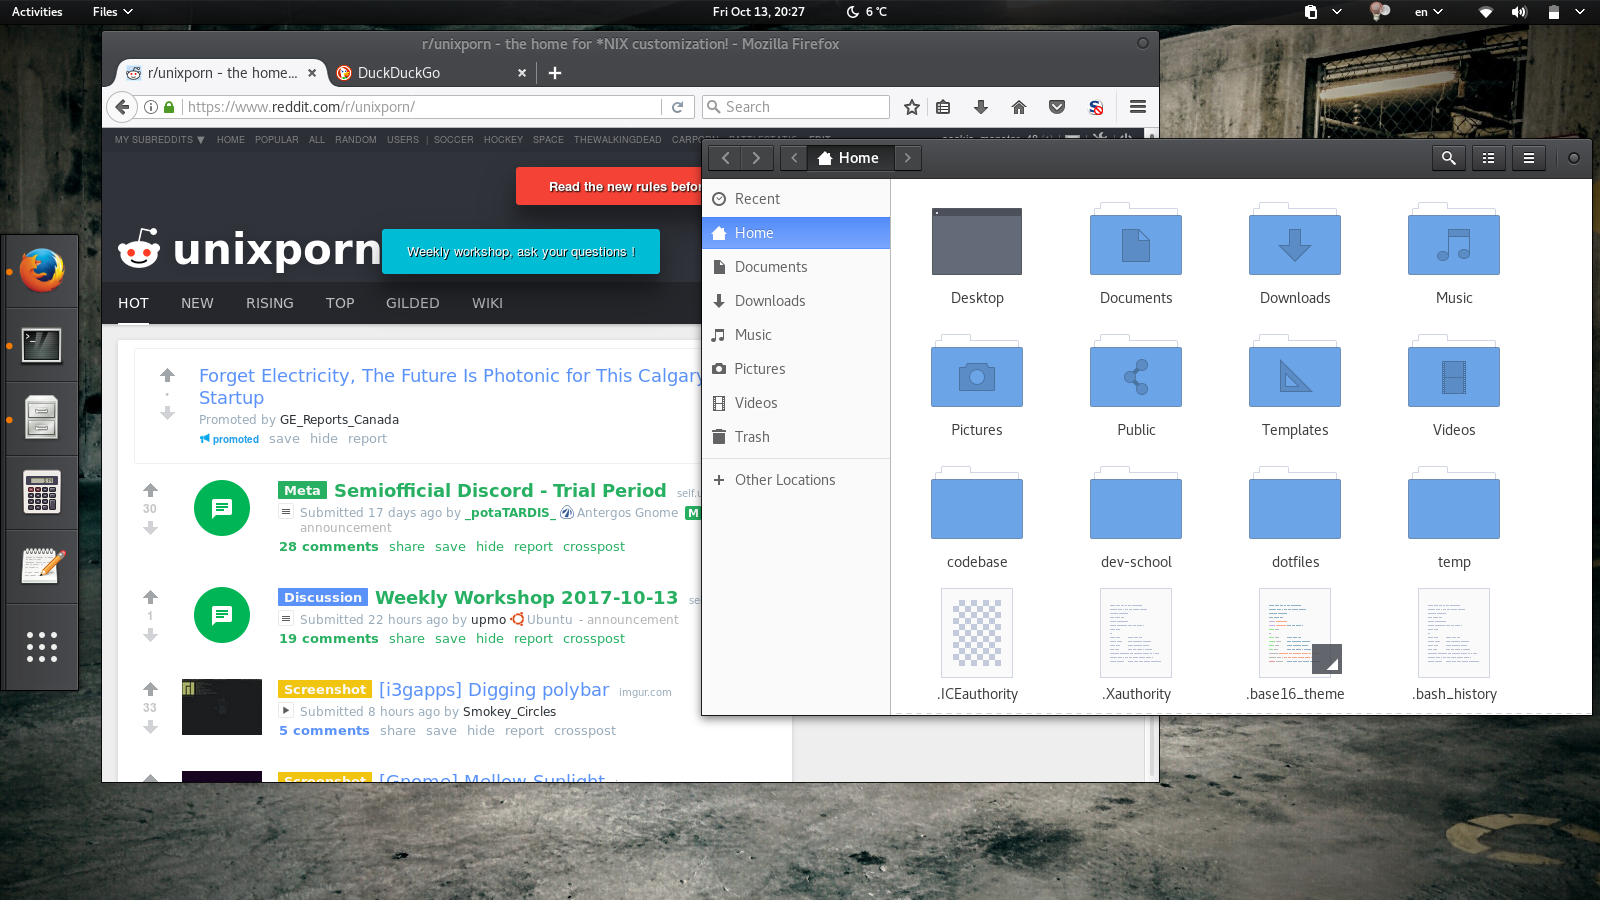 Activities Files Fri Oct 13, 20:27 6 ℃ en
r/unixporn - the home for *NIX customization! - Mozilla Firefox
r/unixporn - the home... DuckDuckGo
https://www.reddit.com/r/unixporn/ Search
MY SUBREDDITS HOME POPULAR ALL RANDOM USERS | SOCCER HOCKEY SPACE THEWALKINGDEAD
Read the new rules
unixporn
Weekly workshop, ask your questions !
HOT NEW RISING TOP GILDED WIKI
Forget Electricity, The Future Is Photonic for This Calgary
Startup
Promoted by GE_Reports_Canada
promoted save hide report
30
Meta Semiofficial Discord - Trial Period
Submitted 17 days ago by _potaTARDIS_ Antergos Gnome M
announcement
28 comments share save hide report crosspost
1
Discussion Weekly Workshop 2017-10-13
Submitted 22 hours ago by upmo Ubuntu - announcement
19 comments share save hide report crosspost
33
Screenshot [i3gapps] Digging polybar imgur.com
Submitted 8 hours ago by Smokey_Circles
5 comments share save hide report crosspost
Screenshot [Gnome] Mellow Sunlight
Home
Recent
Home
Documents
Downloads
Music
Pictures
Videos
Trash
Other Locations
Desktop Documents Downloads Music
Pictures Public Templates Videos
codebase dev-school dotfiles temp
.ICEauthority .Xauthority .base16_theme .bash_history